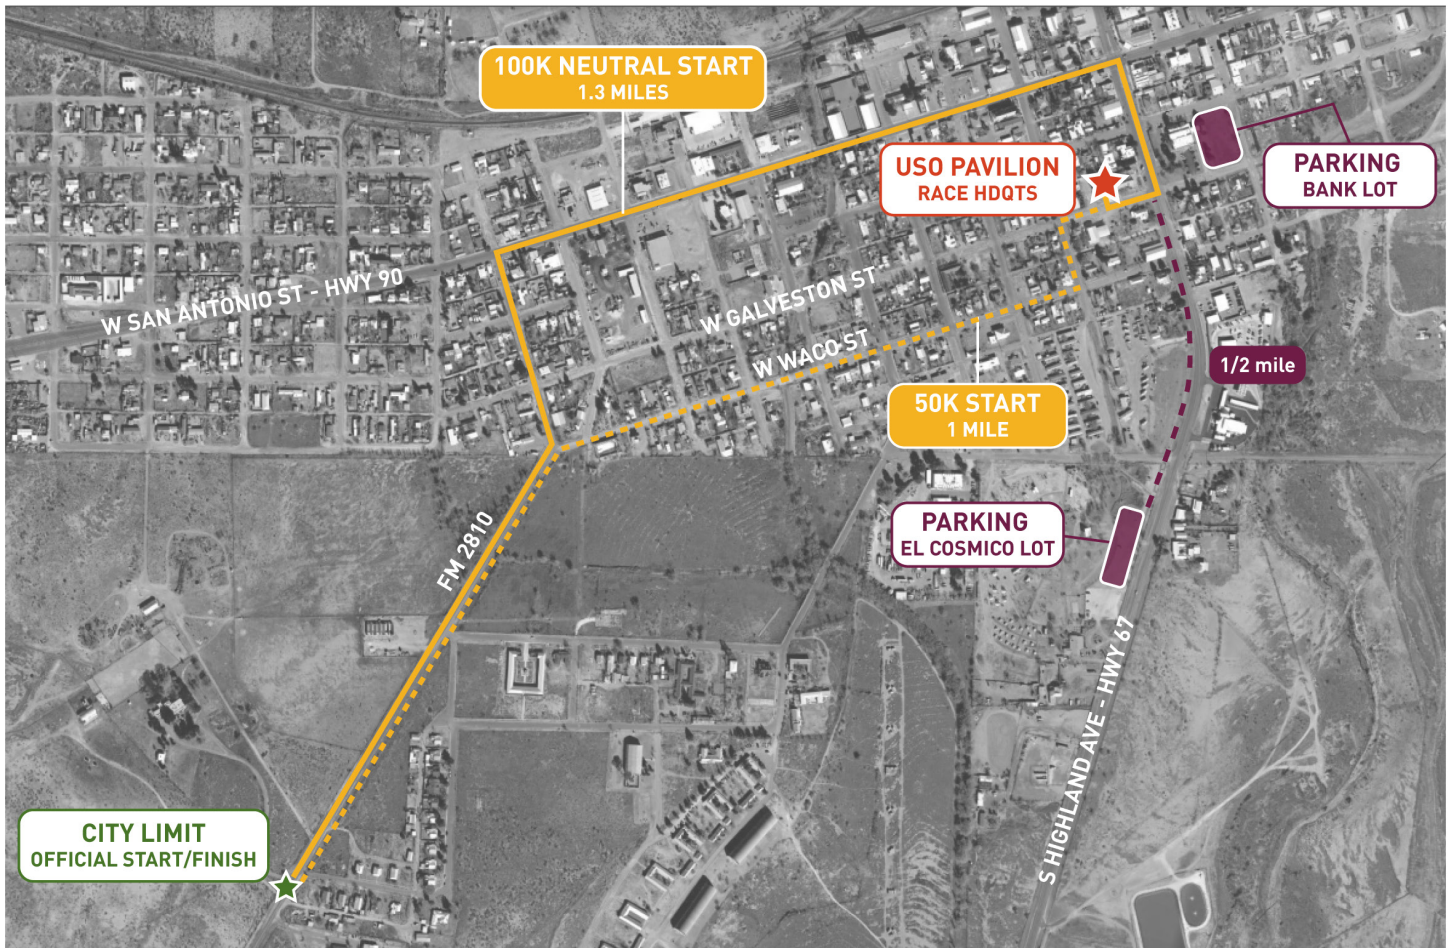 100K NEUTRAL START
1.3 MILES
USO PAVILION
RACE HDQTS
PARKING
BANK LOT
W SAN ANTONIO ST - HWY 90
W GALVESTON ST
W WACO ST
1/2 mile
50K START
1 MILE
PARKING
EL COSMICO LOT
FM 2810
S HIGHLAND AVE - HWY 67
CITY LIMIT
OFFICIAL START/FINISH